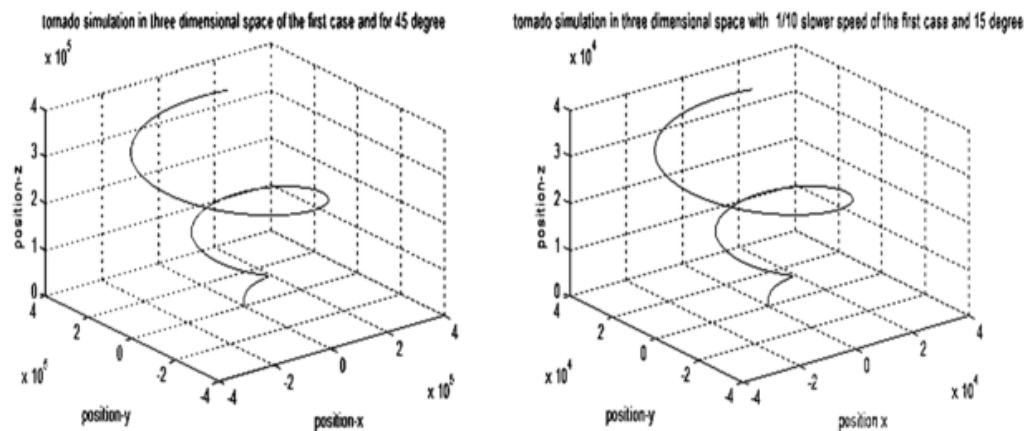 tornado simulation in three dimensional space of the first case and for 45 degree
x 10^5
4
3
2
1
0
position-z
4
2
0
-2
-4
x 10^5
position-y
-4
-2
0
2
4
x 10^5
position-x
tornado simulation in three dimensional space with 1/10 slower speed of the first case and 15 degree
x 10^4
4
3
2
1
0
position-z
4
2
0
-2
-4
x 10^4
position-y
-4
-2
0
2
4
x 10^4
position x